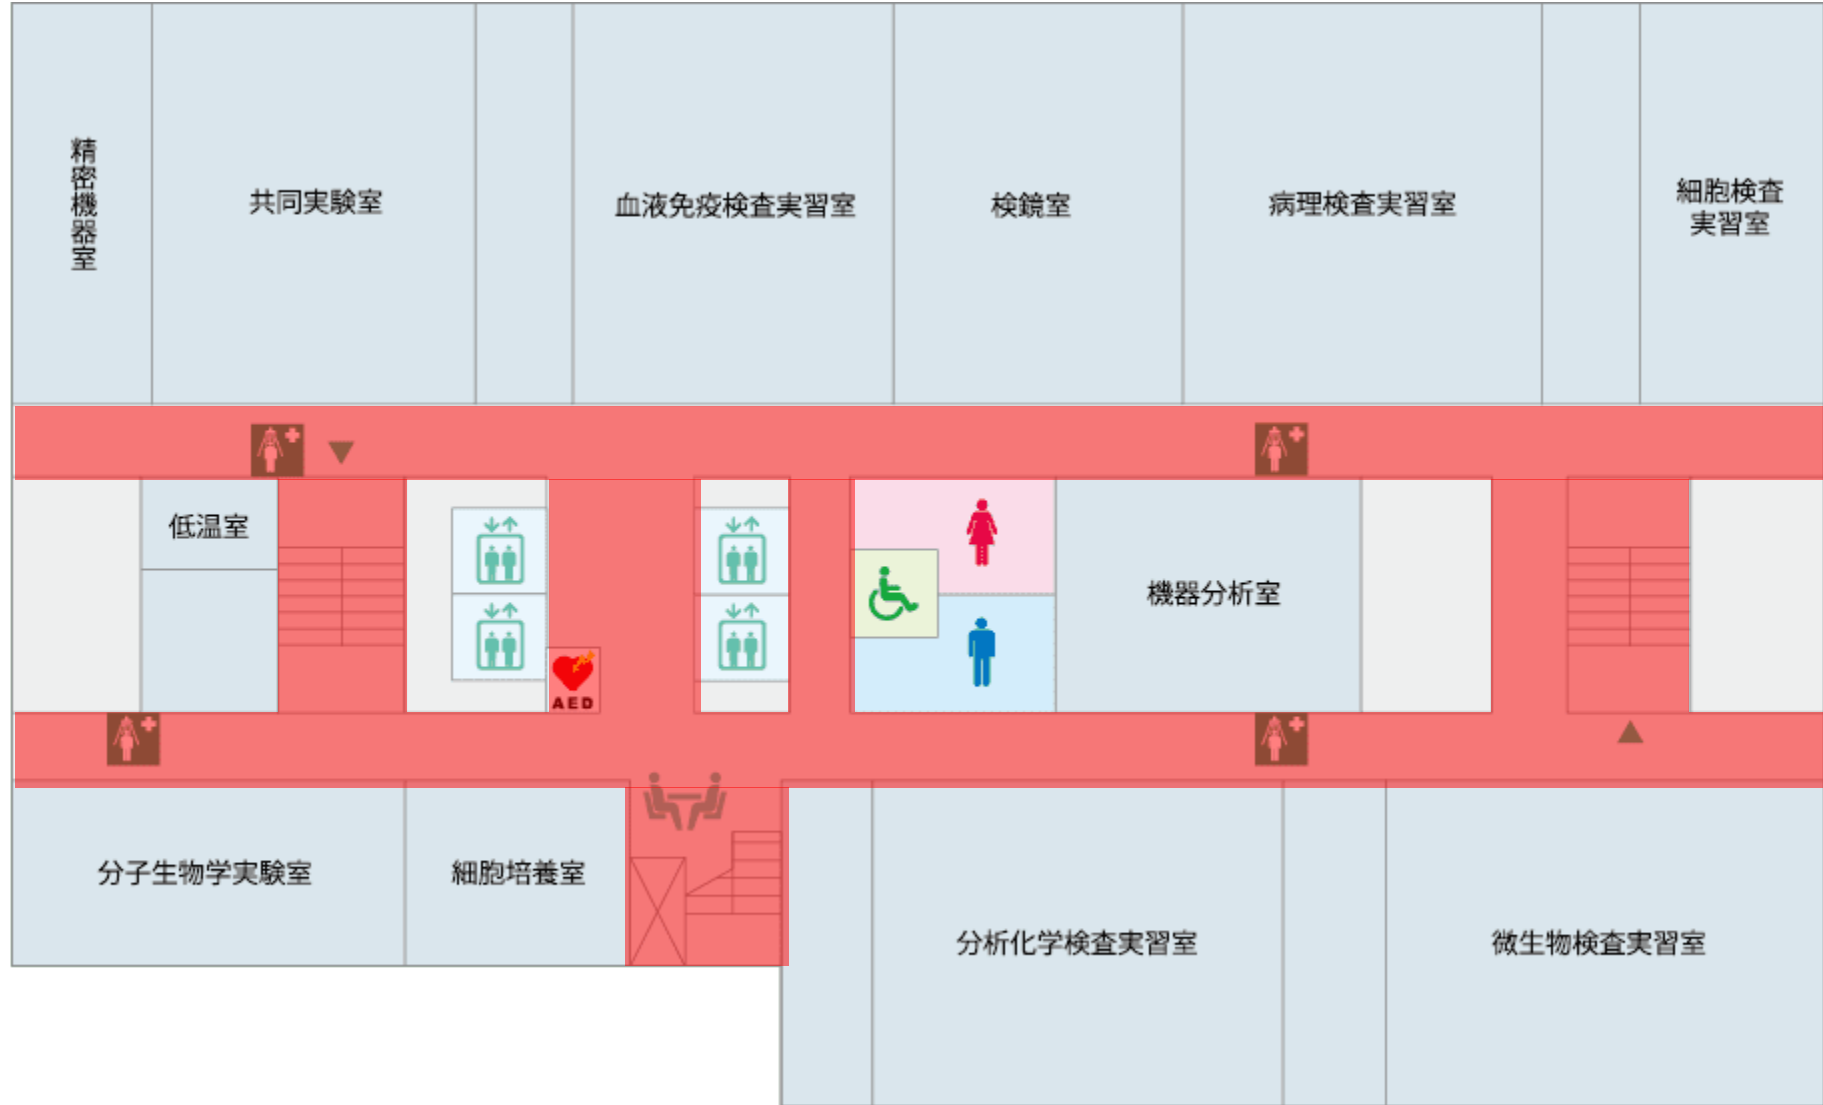 精密機器室
共同実験室
血液免疫検査実習室
検鏡室
病理検査実習室
細胞検査
実習室
低温室
機器分析室
AED
分子生物学実験室
細胞培養室
分析化学検査実習室
微生物検査実習室